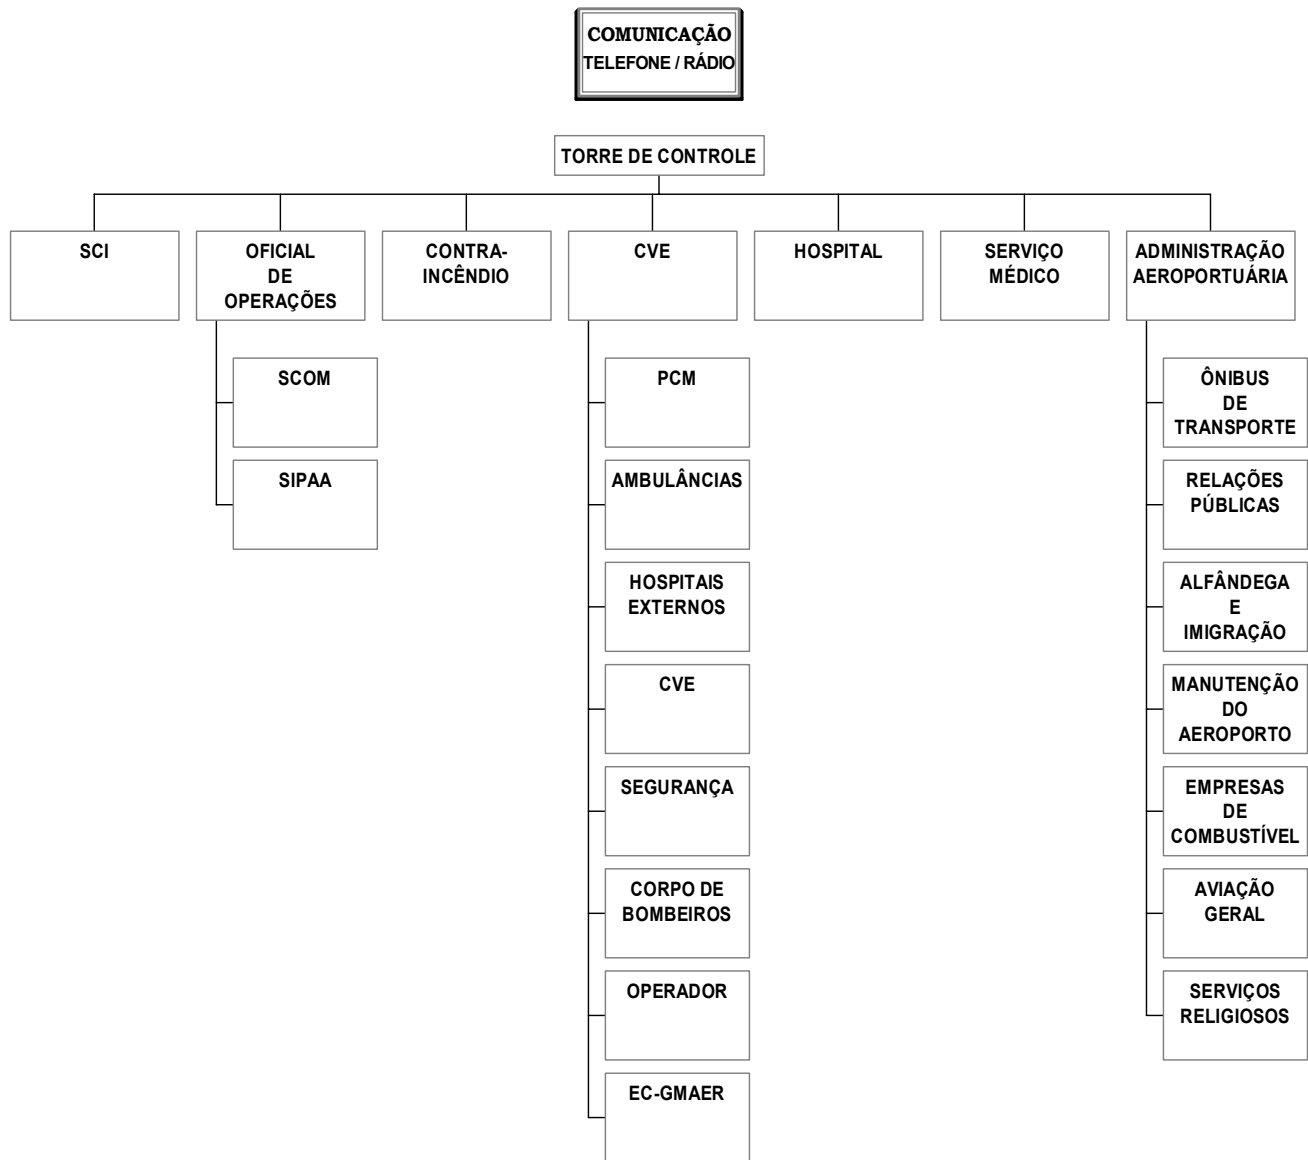 COMUNICAÇÃO
TELEFONE / RÁDIO
TORRE DE CONTROLE
SCI
OFICIAL
DE
OPERAÇÕES
CONTRA-
INCÊNDIO
CVE
HOSPITAL
SERVIÇO
MÉDICO
ADMINISTRAÇÃO
AEROPORTUÁRIA
SCOM
SIPAA
PCM
AMBULÂNCIAS
HOSPITAIS
EXTERNOS
CVE
SEGURANÇA
CORPO DE
BOMBEIROS
OPERADOR
EC-GMAER
ÔNIBUS
DE
TRANSPORTE
RELAÇÕES
PÚBLICAS
ALFÂNDEGA
E
IMIGRAÇÃO
MANUTENÇÃO
DO
AEROPORTO
EMPRESAS
DE
COMBUSTÍVEL
AVIAÇÃO
GERAL
SERVIÇOS
RELIGIOSOS